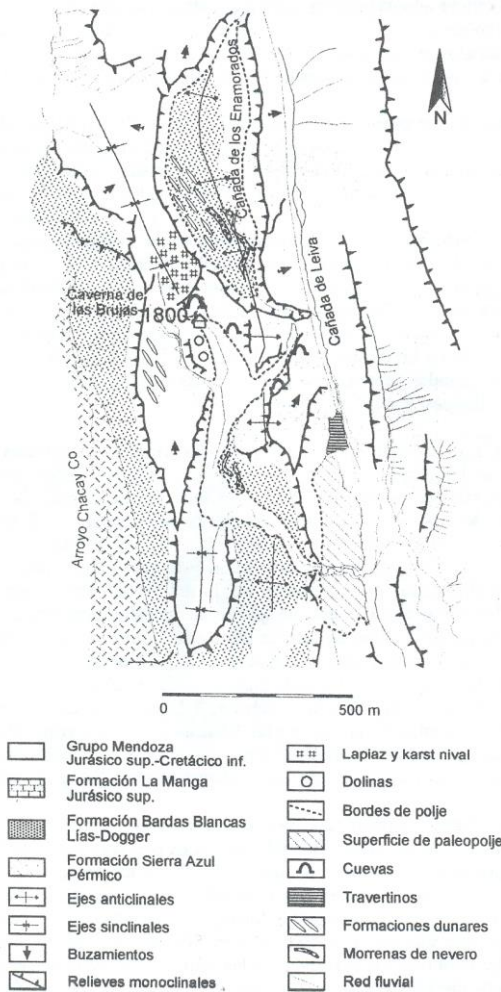 N
Cañada de los Enamorados
Cañada de Leiva
Caverna de
las Brujas
1800
Arroyo Chacay Co
0 500 m
Grupo Mendoza
Jurásico sup.-Cretácico inf.
Formación La Manga
Jurásico sup.
Formación Bardas Blancas
Lías-Dogger
Formación Sierra Azul
Pérmico
Ejes anticlinales
Ejes sinclinales
Buzamientos
Relieves monoclinales
Lapiaz y karst nival
Dolinas
Bordes de polje
Superficie de paleopolje
Cuevas
Travertinos
Formaciones dunares
Morrenas de nevero
Red fluvial